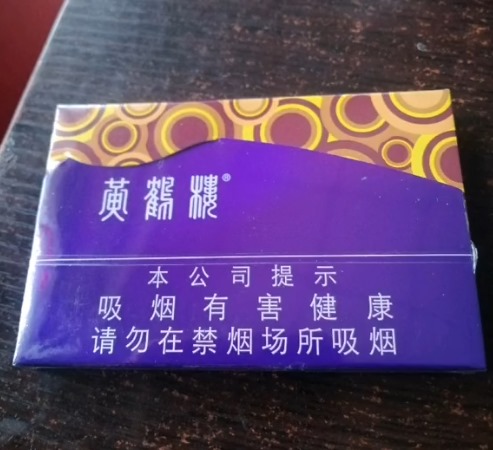 黄鹤楼®
本公司提示
吸烟有害健康
请勿在禁烟场所吸烟